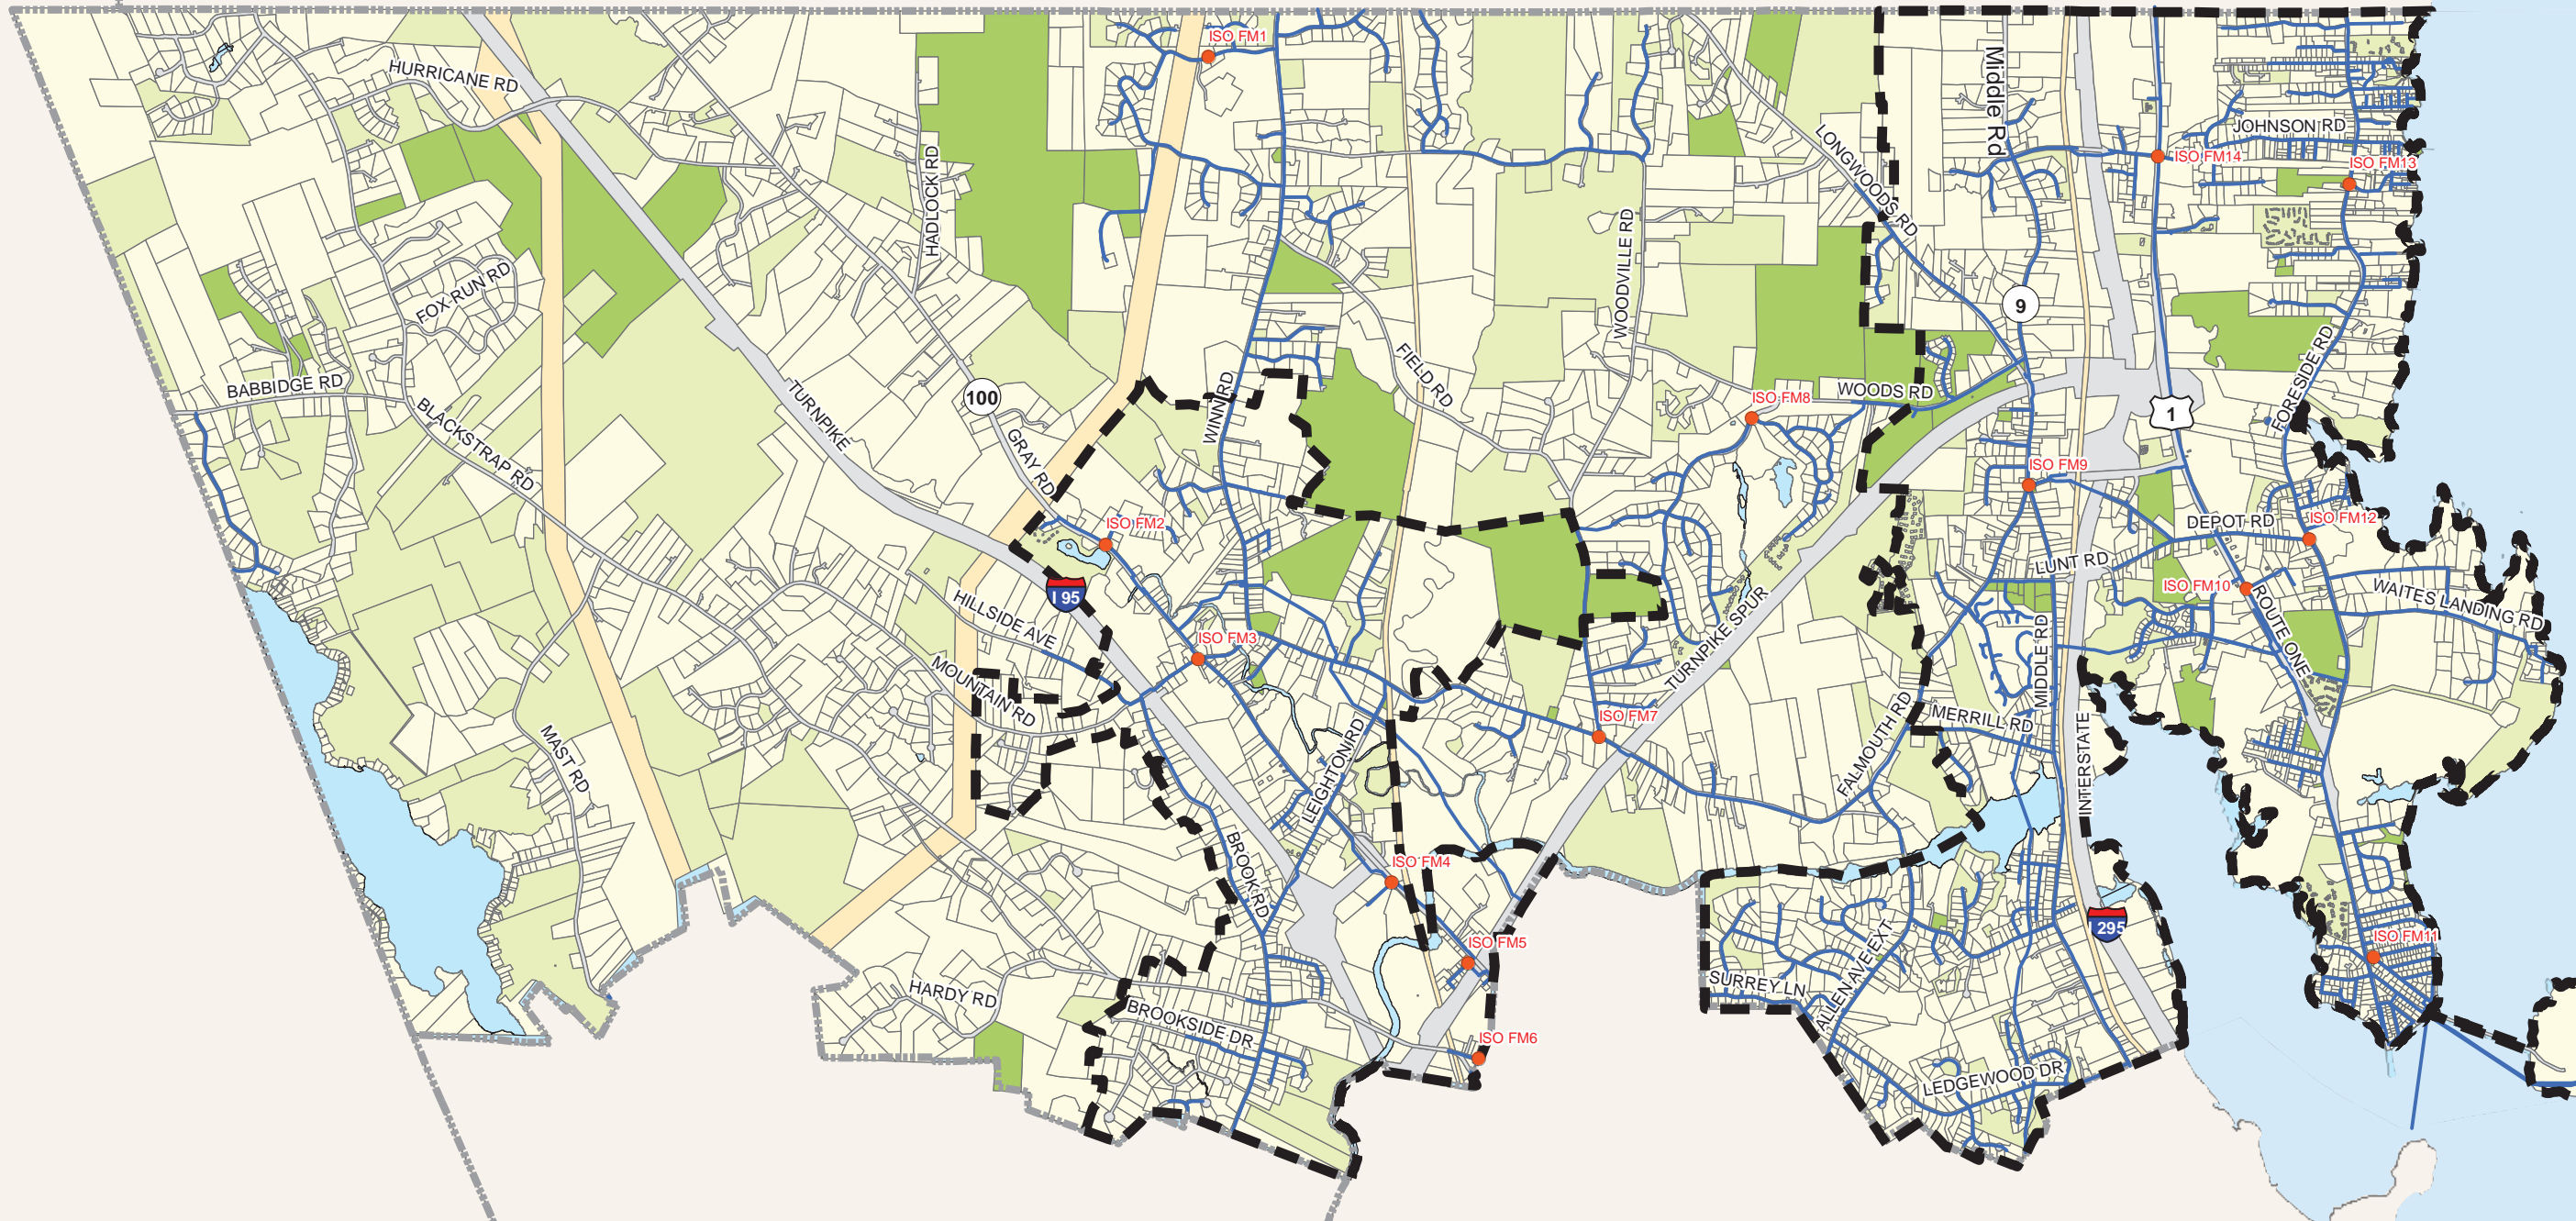 ISO FM1
HURRICANE RD
Middle Rd
LONGWOODS RD
JOHNSON RD
ISO FM14
ISO FM13
HADLOCK RD
WOODVILLE RD
FOX-RUN RD
9
BABBIDGE RD
TURNPIKE
100
WINN RD
FIELD RD
ISO FM8
WOODS RD
FORESIDE RD
1
BLACKSTRAP RD
GRAY RD
ISO FM9
ISO FM2
DEPOT RD
ISO FM12
LUNT RD
I 95
HILLSIDE AVE
ISO FM10
WAITES LANDING RD
ISO FM3
TURNPIKE SPUR
MIDDLE RD
ROUTE ONE
MOUNTAIN RD
ISO FM7
FALMOUTH RD
MERRILL RD
MAST RD
LEIGHTON RD
INTERSTATE
BROOK RD
ISO FM4
295
ISO FM5
ISO FM11
HARDY RD
SURREY LN
ALLEN AV EXT
BROOKSIDE DR
ISO FM6
LEDGEWOOD DR